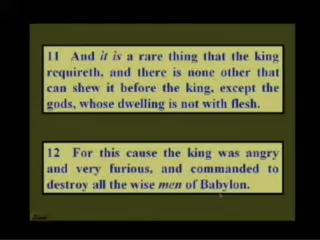 11 And it is a rare thing that the king
requireth, and there is none other that
can shew it before the king, except the
gods, whose dwelling is not with flesh.
12 For this cause the king was angry
and very furious, and commanded to
destroy all the wise men of Babylon.